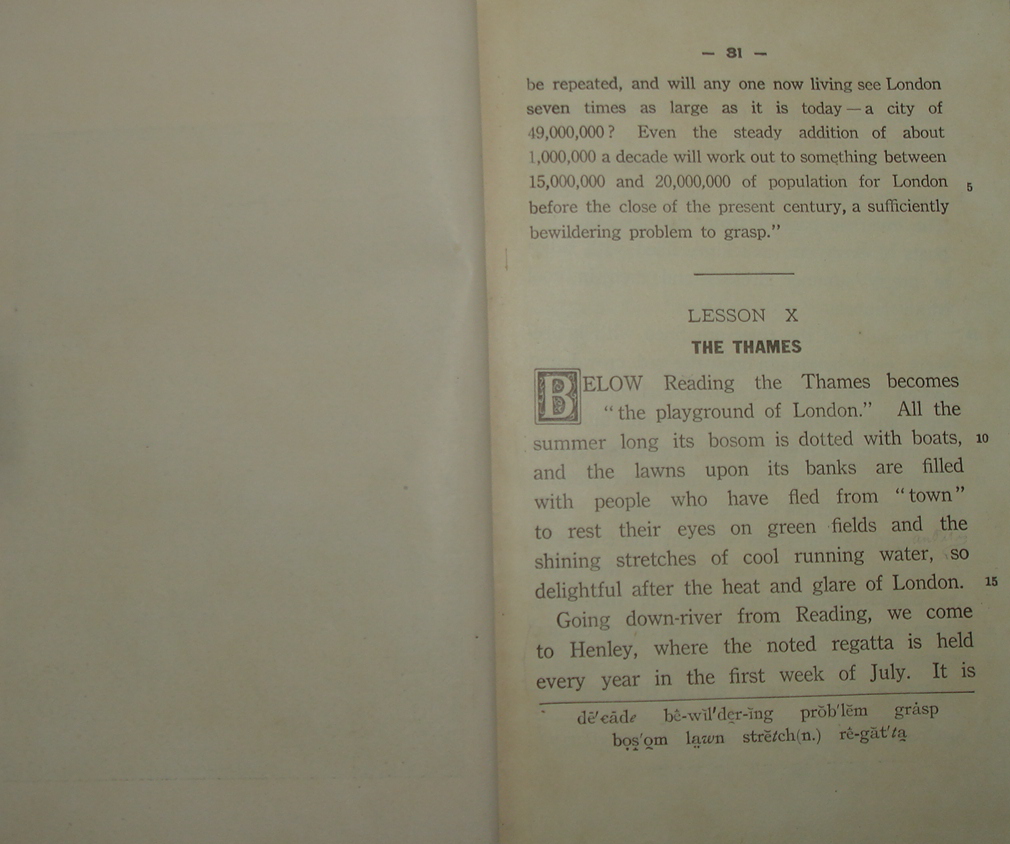 — 81 —
be repeated, and will any one now living see London
seven times as large as it is today — a city of
49,000,000 ? Even the steady addition of about
1,000,000 a decade will work out to something between
15,000,000 and 20,000,000 of population for London 5
before the close of the present century, a sufficiently
bewildering problem to grasp.”
LESSON X
THE THAMES
BELOW Reading the Thames becomes
“ the playground of London.” All the
summer long its bosom is dotted with boats, 10
and the lawns upon its banks are filled
with people who have fled from “ town ”
to rest their eyes on green fields and the
shining stretches of cool running water, so
delightful after the heat and glare of London. 15
Going down-river from Reading, we come
to Henley, where the noted regatta is held
every year in the first week of July. It is
dĕ′cāde bê-wĭl′dẽr-ĭng prŏb′lĕm grȧsp
bo̤ṣ′o̱m la̤wn strĕtch(n.) rê-găt′ta̱